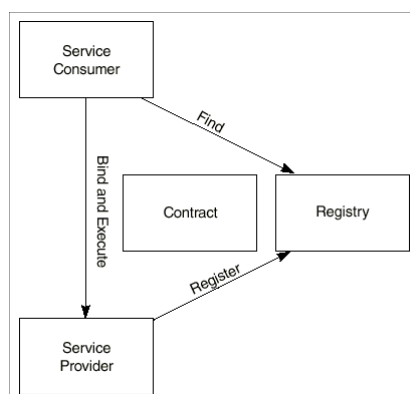 Service
Consumer
Find
Bind and Execute
Contract
Registry
Register
Service
Provider